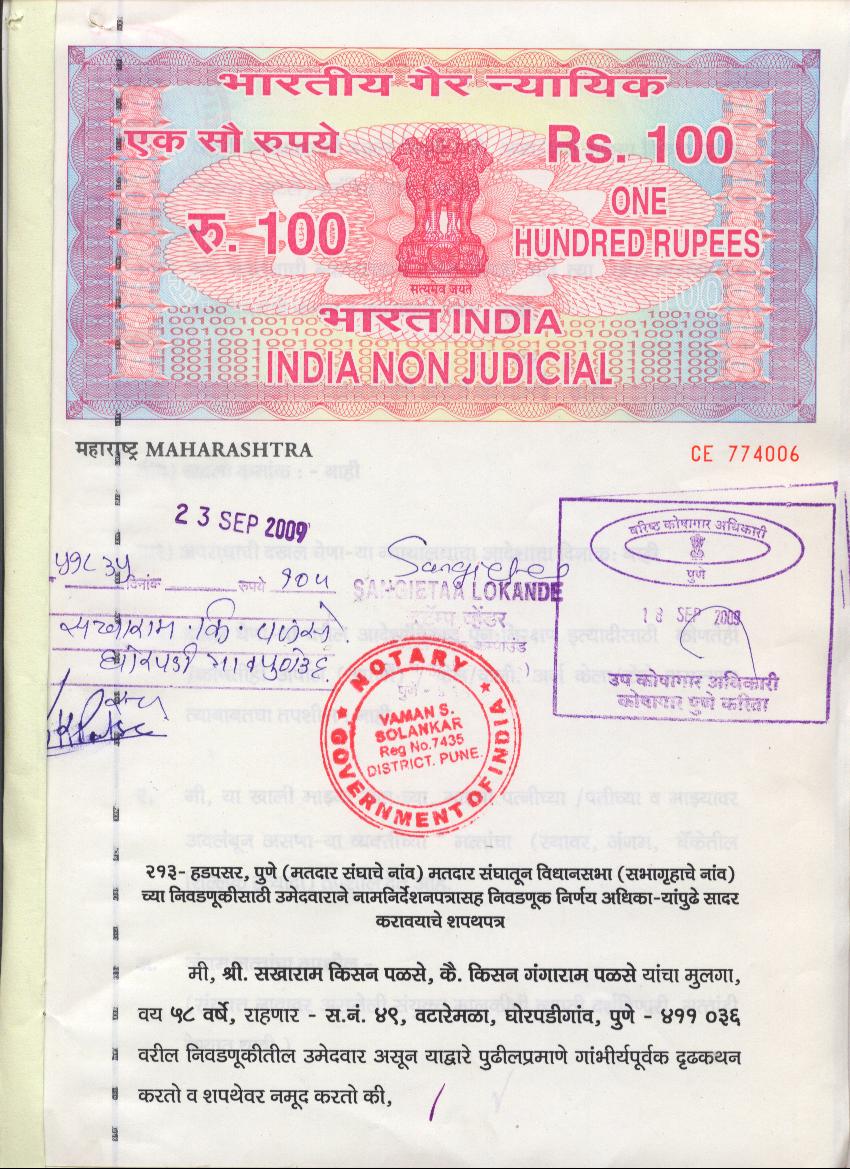 भारतीय गैर न्यायिक
एक सौ रुपये
Rs. 100
रु. 100
ONE
HUNDRED RUPEES
सत्यमेव जयते
भारत INDIA
INDIA NON JUDICIAL
महाराष्ट्र MAHARASHTRA
CE 774006
23 SEP 2009
५९८३५
दिनांक रुपये १०५
सखाराम कि. पळसे.
घोरपडी गाव पुणे ३६
SANGIETAA LOKANDE
स्टॅम्प व्हेंडर
वरिष्ठ कोषागार अधिकारी
पुणे
18 SEP 2009
उप कोषागार अधिकारी
कोषागार पुणे करिता
NOTARY
VAMAN S.
SOLANKAR
Reg No.7435
DISTRICT. PUNE.
GOVERNMENT OF INDIA
२१३- हडपसर, पुणे (मतदार संघाचे नांव) मतदार संघातून विधानसभा (सभागृहाचे नांव)
च्या निवडणूकीसाठी उमेदवाराने नामनिर्देशनपत्रासह निवडणूक निर्णय अधिका-यांपुढे सादर
करावयाचे शपथपत्र
मी, श्री. सखाराम किसन पळसे, कै. किसन गंगाराम पळसे यांचा मुलगा,
वय ५८ वर्षे, राहणार - स.नं. ४९, वटारेमळा, घोरपडीगांव, पुणे - ४११ ०३६
वरील निवडणूकीतील उमेदवार असून याद्वारे पुढीलप्रमाणे गांभीर्यपूर्वक दृढकथन
करतो व शपथेवर नमूद करतो की,